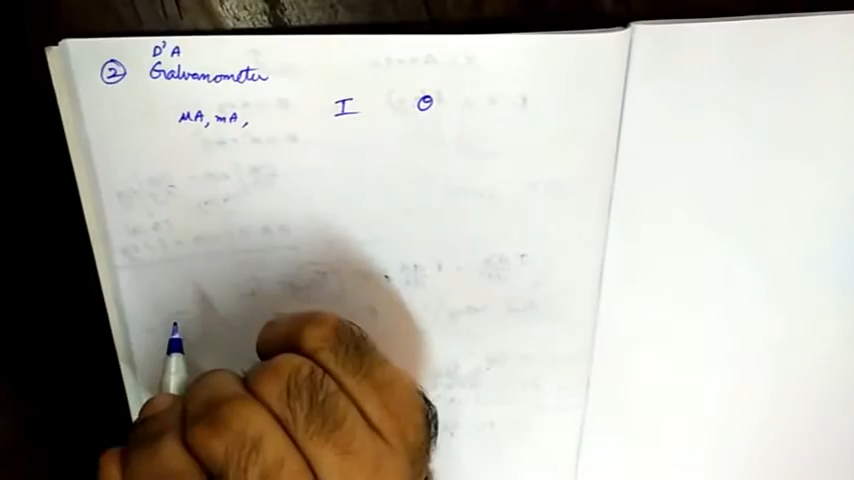 D'A
② Galvanometer
μA, mA, I θ